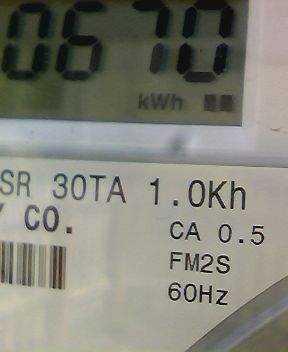 0670
kWh
SR 30TA 1.0Kh
Y CO.
CA 0.5
FM2S
60Hz